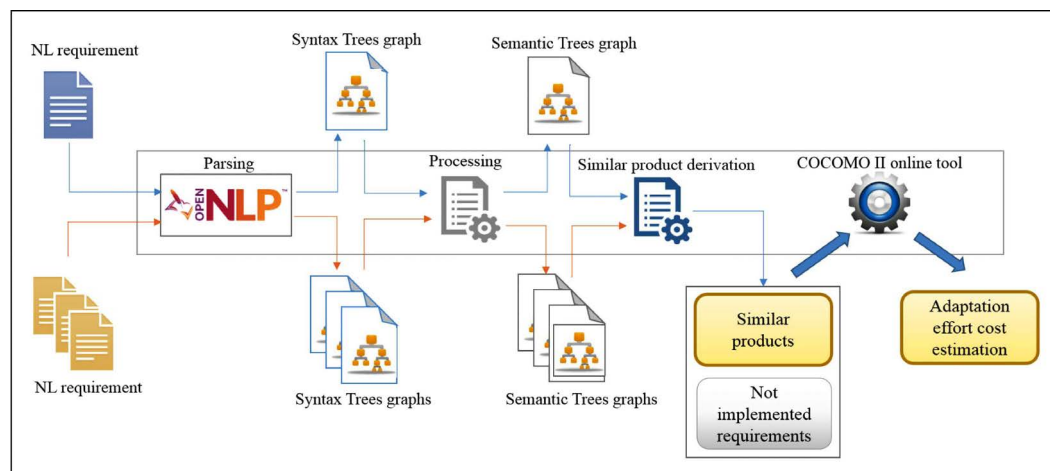 NL requirement
Syntax Trees graph
Semantic Trees graph
Parsing
Processing
Similar product derivation
COCOMO II online tool
OPEN
NLP™
NL requirement
Syntax Trees graphs
Semantic Trees graphs
Similar
products
Not
implemented
requirements
Adaptation
effort cost
estimation